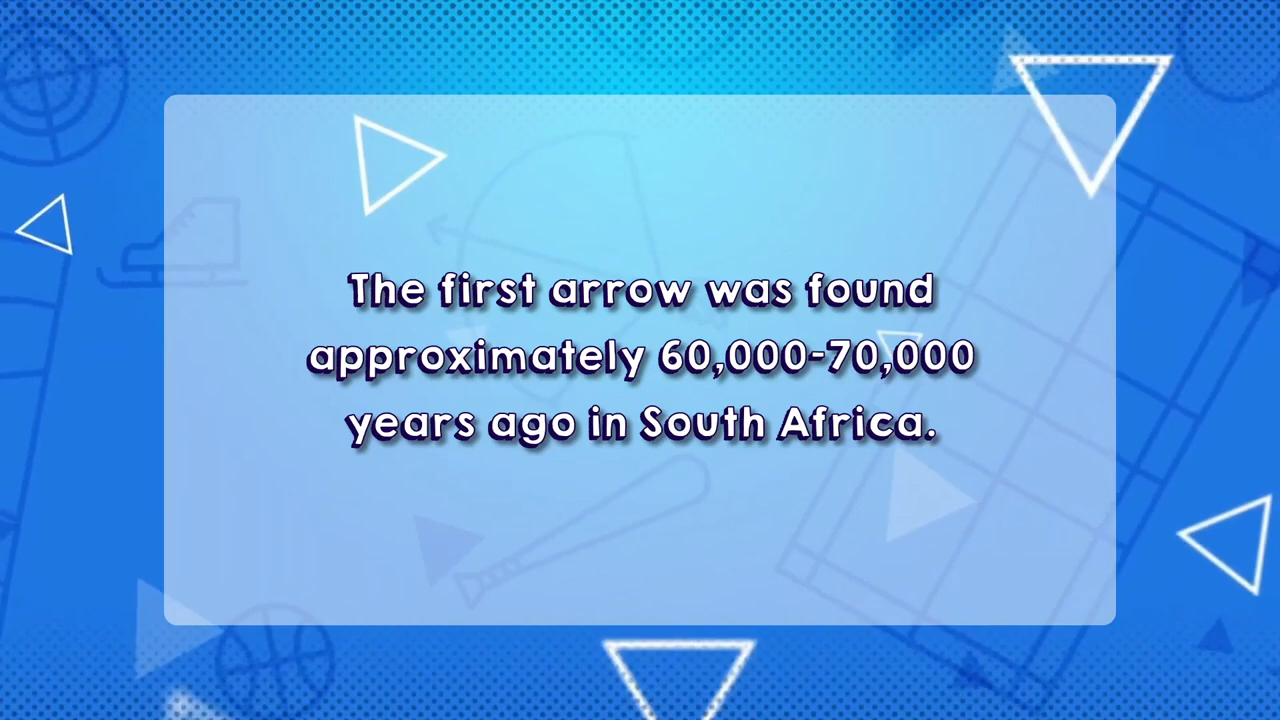 The first arrow was found
approximately 60,000-70,000
years ago in South Africa.